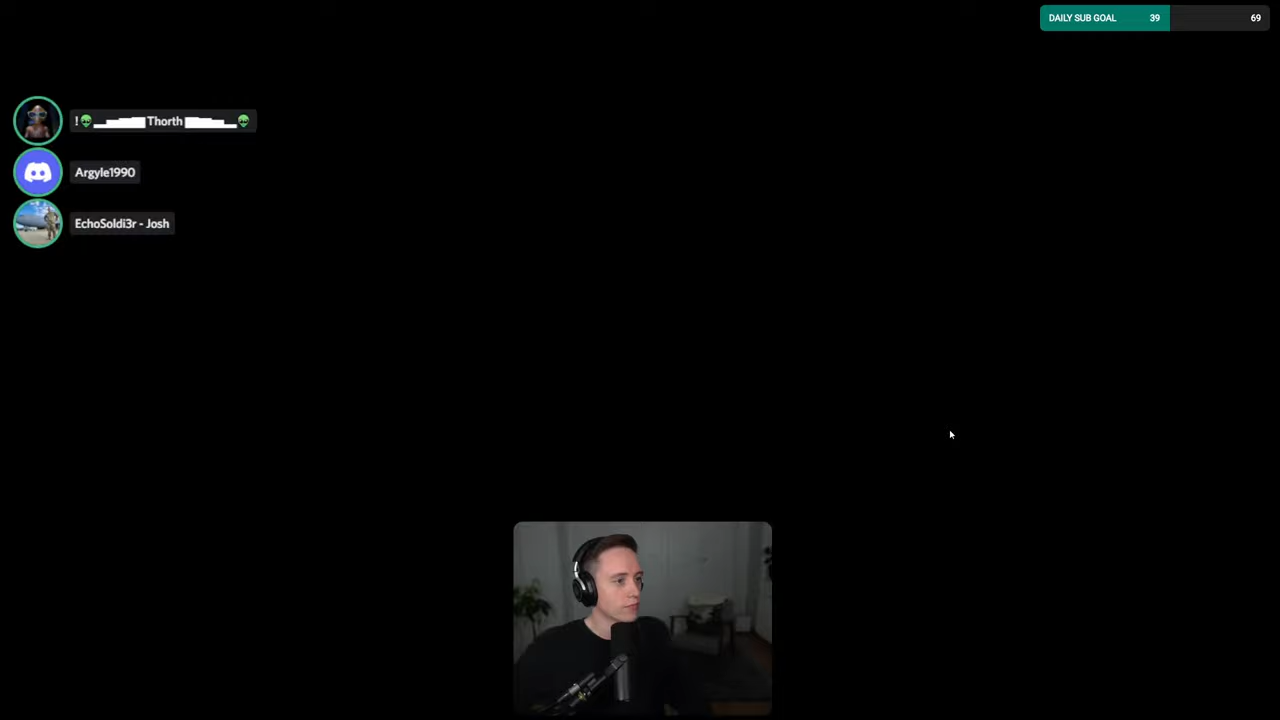 DAILY SUB GOAL 39 69
!👽▁▃▅▆ Thorth ▆▅▃▁👽
Argyle1990
EchoSoldi3r - Josh